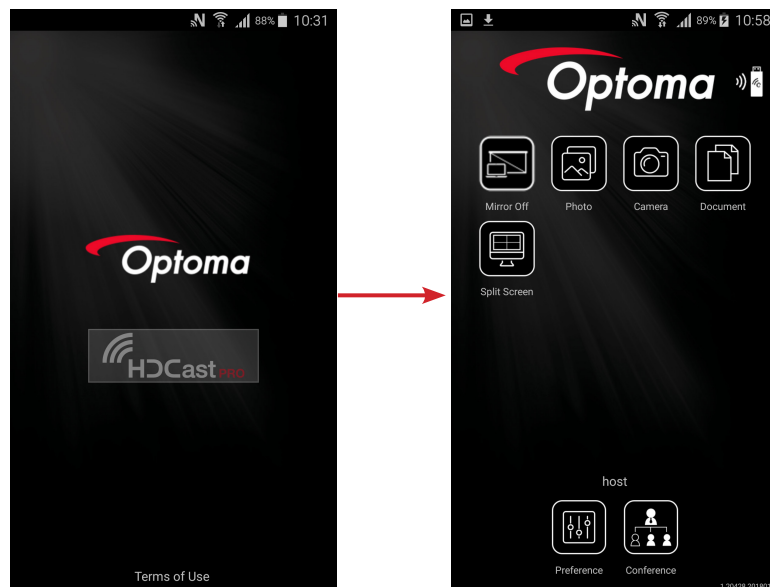 88% 10:31
Optoma
HDCast PRO
Terms of Use
89% 10:58
Optoma
Mirror Off Photo Camera Document
Split Screen
host
Preference Conference